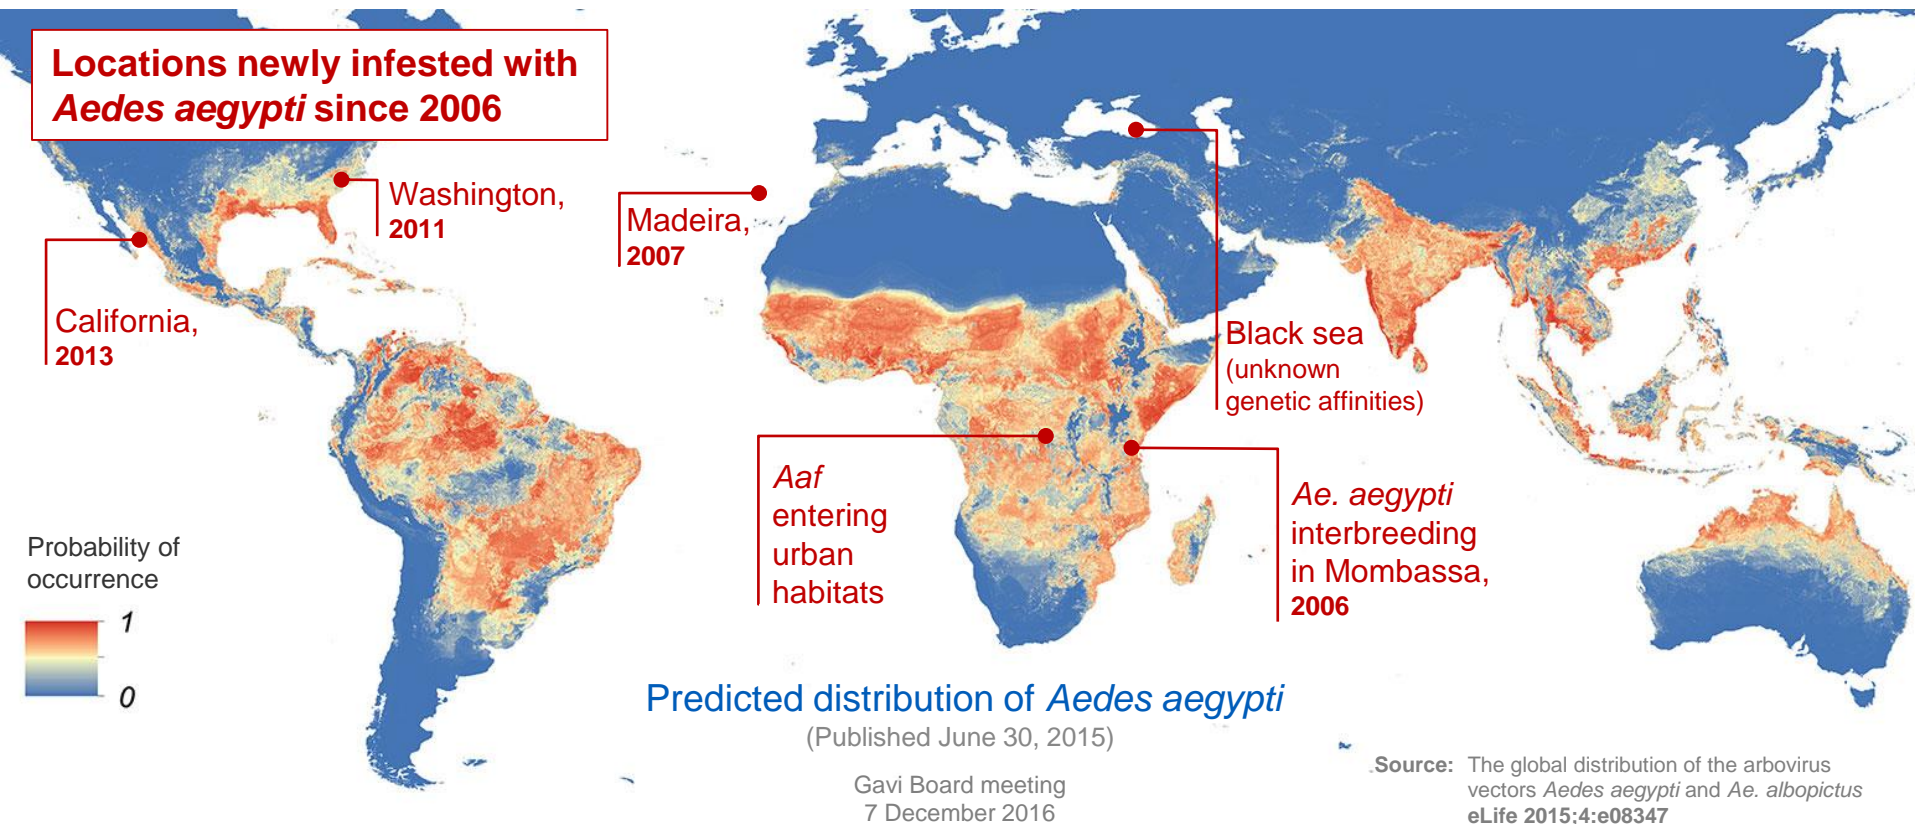 Locations newly infested with
Aedes aegypti since 2006
Washington,
2011
Madeira,
2007
California,
2013
Black sea
(unknown
genetic affinities)
Aaf
entering
urban
habitats
Ae. aegypti
interbreeding
in Mombassa,
2006
Probability of
occurrence
1
0
Predicted distribution of Aedes aegypti
(Published June 30, 2015)
Gavi Board meeting
7 December 2016
Source: The global distribution of the arbovirus
vectors Aedes aegypti and Ae. albopictus
eLife 2015;4:e08347